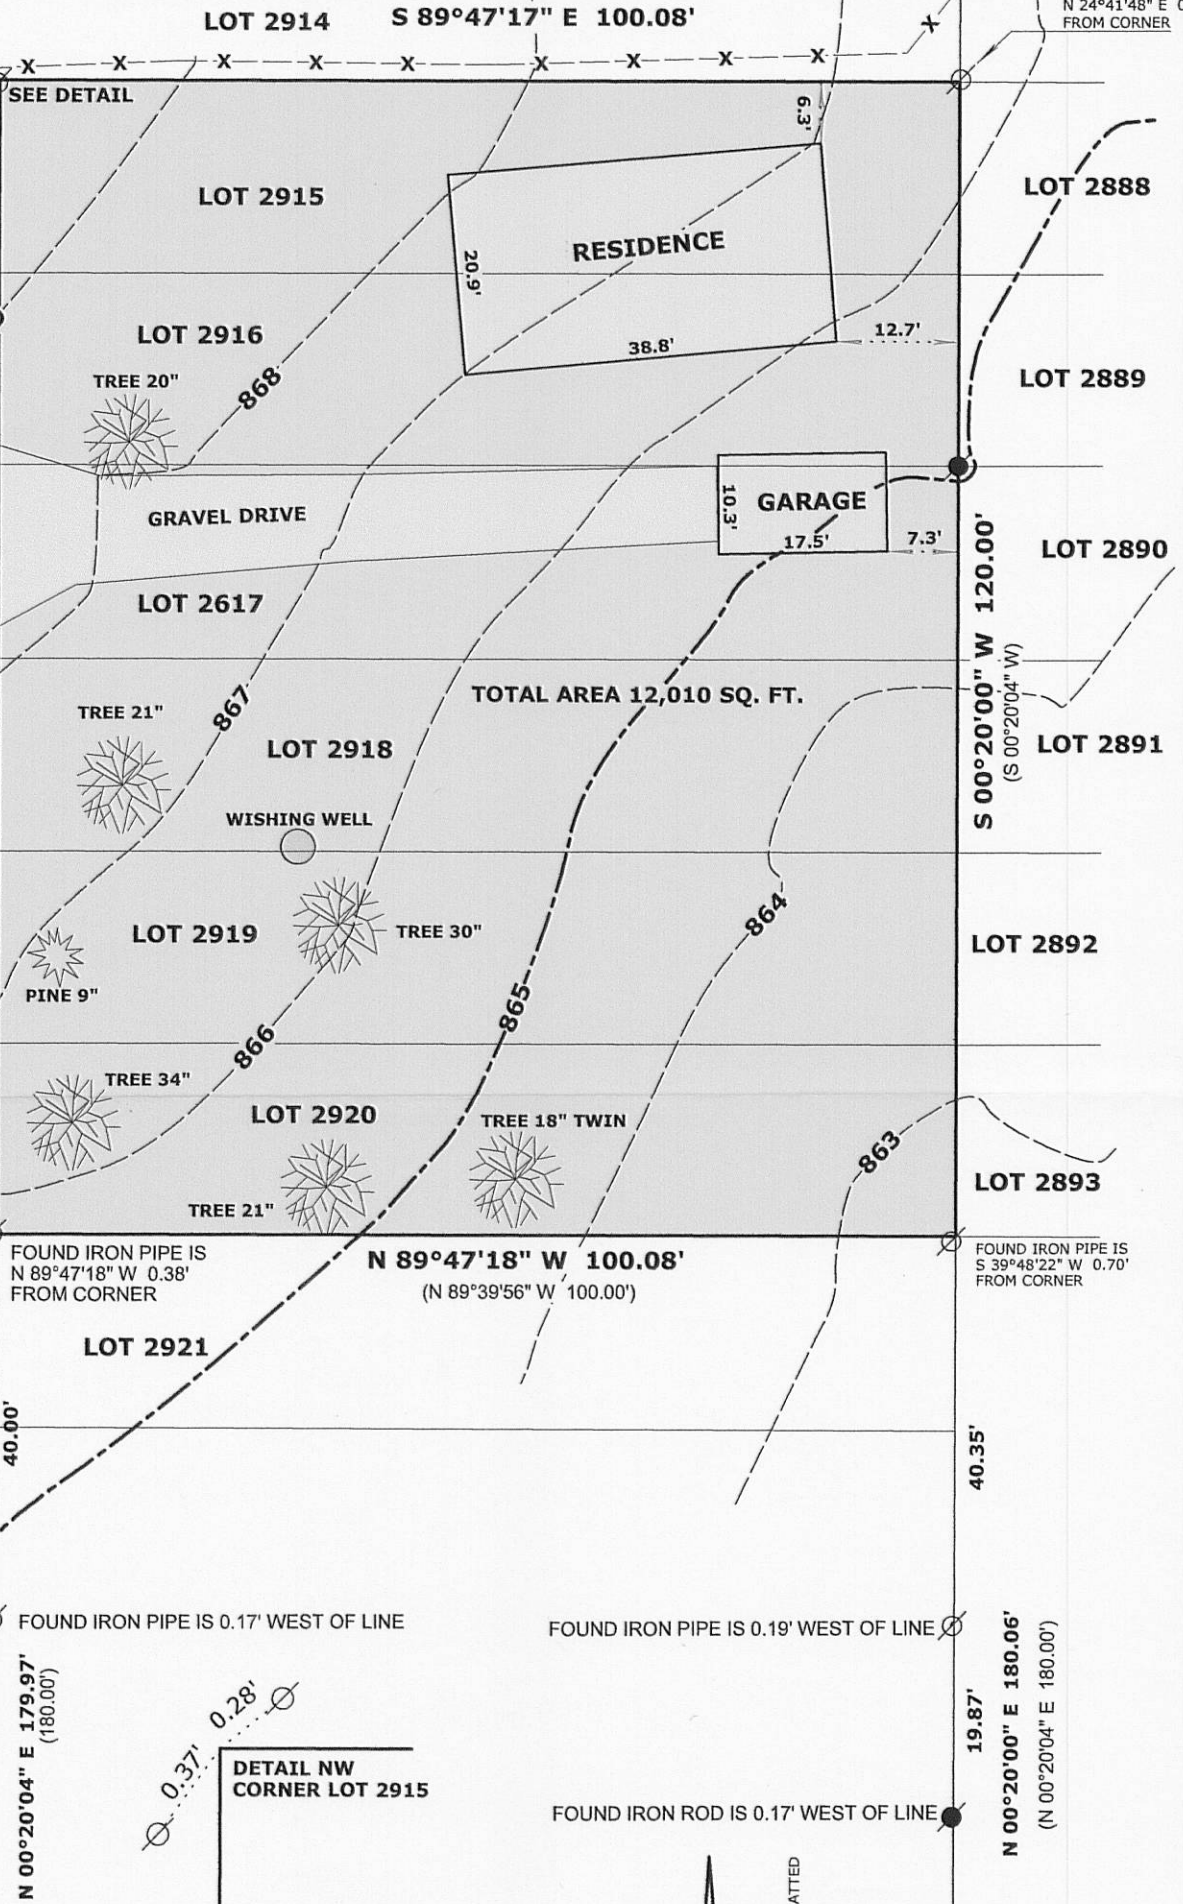 LOT 2914
S 89°47'17" E 100.08'
N 24°41'48" E
FROM CORNER
X X X X X X X X X X
SEE DETAIL
6.3'
LOT 2915
LOT 2888
RESIDENCE
20.9'
LOT 2916
38.8'
12.7'
TREE 20"
868
LOT 2889
GARAGE
10.3'
17.5'
7.3'
GRAVEL DRIVE
LOT 2890
LOT 2617
S 00°20'00" W 120.00'
(S 00°20'04" W)
TOTAL AREA 12,010 SQ. FT.
TREE 21"
867
LOT 2918
LOT 2891
WISHING WELL
864
LOT 2919
TREE 30"
LOT 2892
PINE 9"
865
866
TREE 34"
LOT 2920
TREE 18" TWIN
863
LOT 2893
TREE 21"
FOUND IRON PIPE IS
N 89°47'18" W 0.38'
FROM CORNER
N 89°47'18" W 100.08'
(N 89°39'56" W 100.00')
FOUND IRON PIPE IS
S 39°48'22" W 0.70'
FROM CORNER
LOT 2921
40.00'
40.35'
FOUND IRON PIPE IS 0.17' WEST OF LINE
FOUND IRON PIPE IS 0.19' WEST OF LINE
N 00°20'04" E 179.97'
(180.00')
0.28'
0.37'
DETAIL NW
CORNER LOT 2915
19.87'
N 00°20'00" E 180.06'
(N 00°20'04" E 180.00')
FOUND IRON ROD IS 0.17' WEST OF LINE